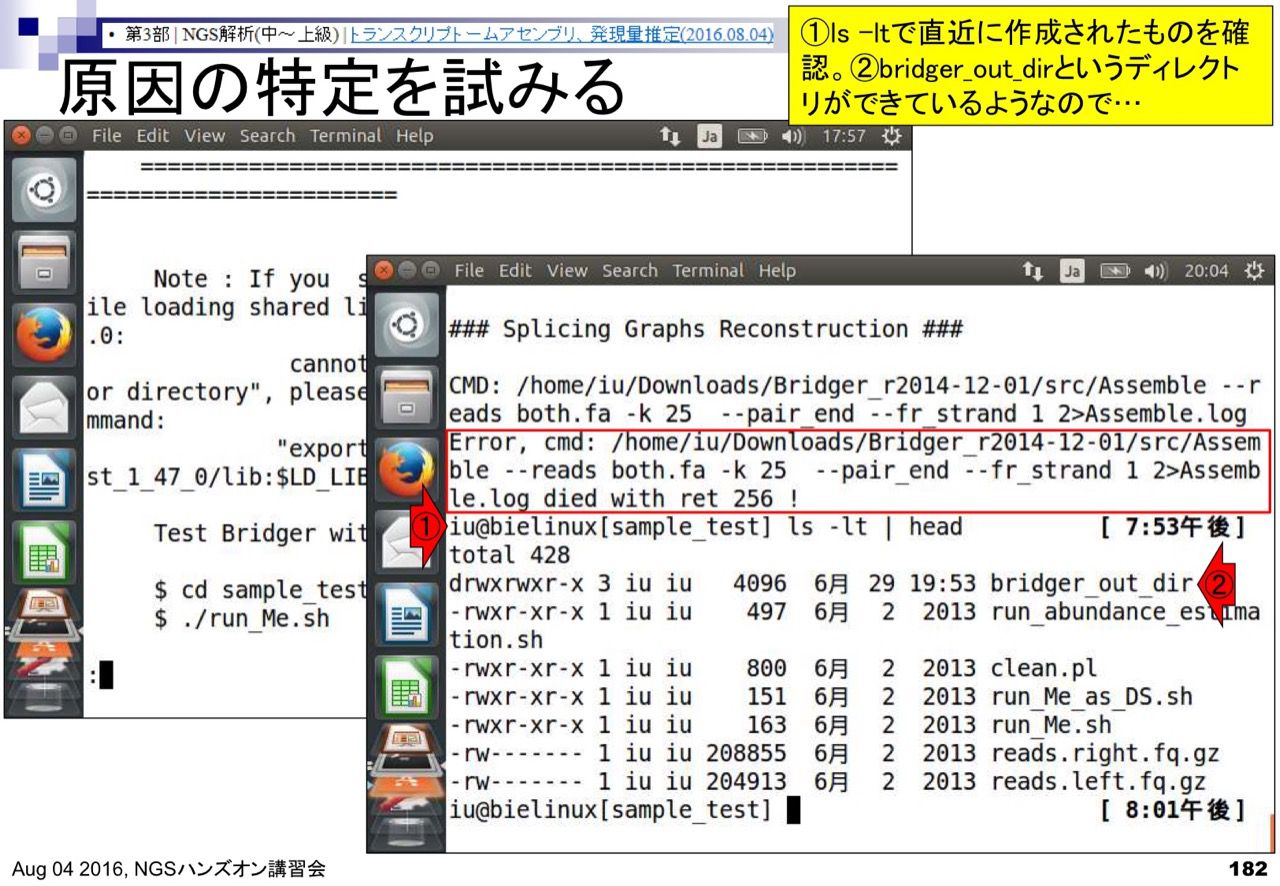 • 第3部 | NGS解析(中～上級) | トランスクリプトームアセンブリ、発現量推定(2016.08.04)
原因の特定を試みる
①ls –ltで直近に作成されたものを確
認。②bridger_out_dirというディレクト
リができているようなので…
File Edit View Search Terminal Help
Ja
17:57
========================================================
=======================
Note : If you s
ile loading shared li
.0:
cannot
or directory", please
mmand:
"export
st_1_47_0/lib:$LD_LIB
Test Bridger wit
$ cd sample_test
$ ./run_Me.sh
:
File Edit View Search Terminal Help
Ja
20:04
### Splicing Graphs Reconstruction ###
CMD: /home/iu/Downloads/Bridger_r2014-12-01/src/Assemble --r
eads both.fa -k 25  --pair_end --fr_strand 1 2>Assemble.log
Error, cmd: /home/iu/Downloads/Bridger_r2014-12-01/src/Assem
ble --reads both.fa -k 25  --pair_end --fr_strand 1 2>Assemb
le.log died with ret 256 !
①
iu@bielinux[sample_test] ls -lt | head [ 7:53午後]
total 428
drwxrwxr-x 3 iu iu   4096  6月  29 19:53 bridger_out_dir
②
-rwxr-xr-x 1 iu iu    497  6月   2  2013 run_abundance_estima
tion.sh
-rwxr-xr-x 1 iu iu    800  6月   2  2013 clean.pl
-rwxr-xr-x 1 iu iu    151  6月   2  2013 run_Me_as_DS.sh
-rwxr-xr-x 1 iu iu    163  6月   2  2013 run_Me.sh
-rw------- 1 iu iu 208855  6月   2  2013 reads.right.fq.gz
-rw------- 1 iu iu 204913  6月   2  2013 reads.left.fq.gz
iu@bielinux[sample_test] [ 8:01午後]
Aug 04 2016, NGSハンズオン講習会
182